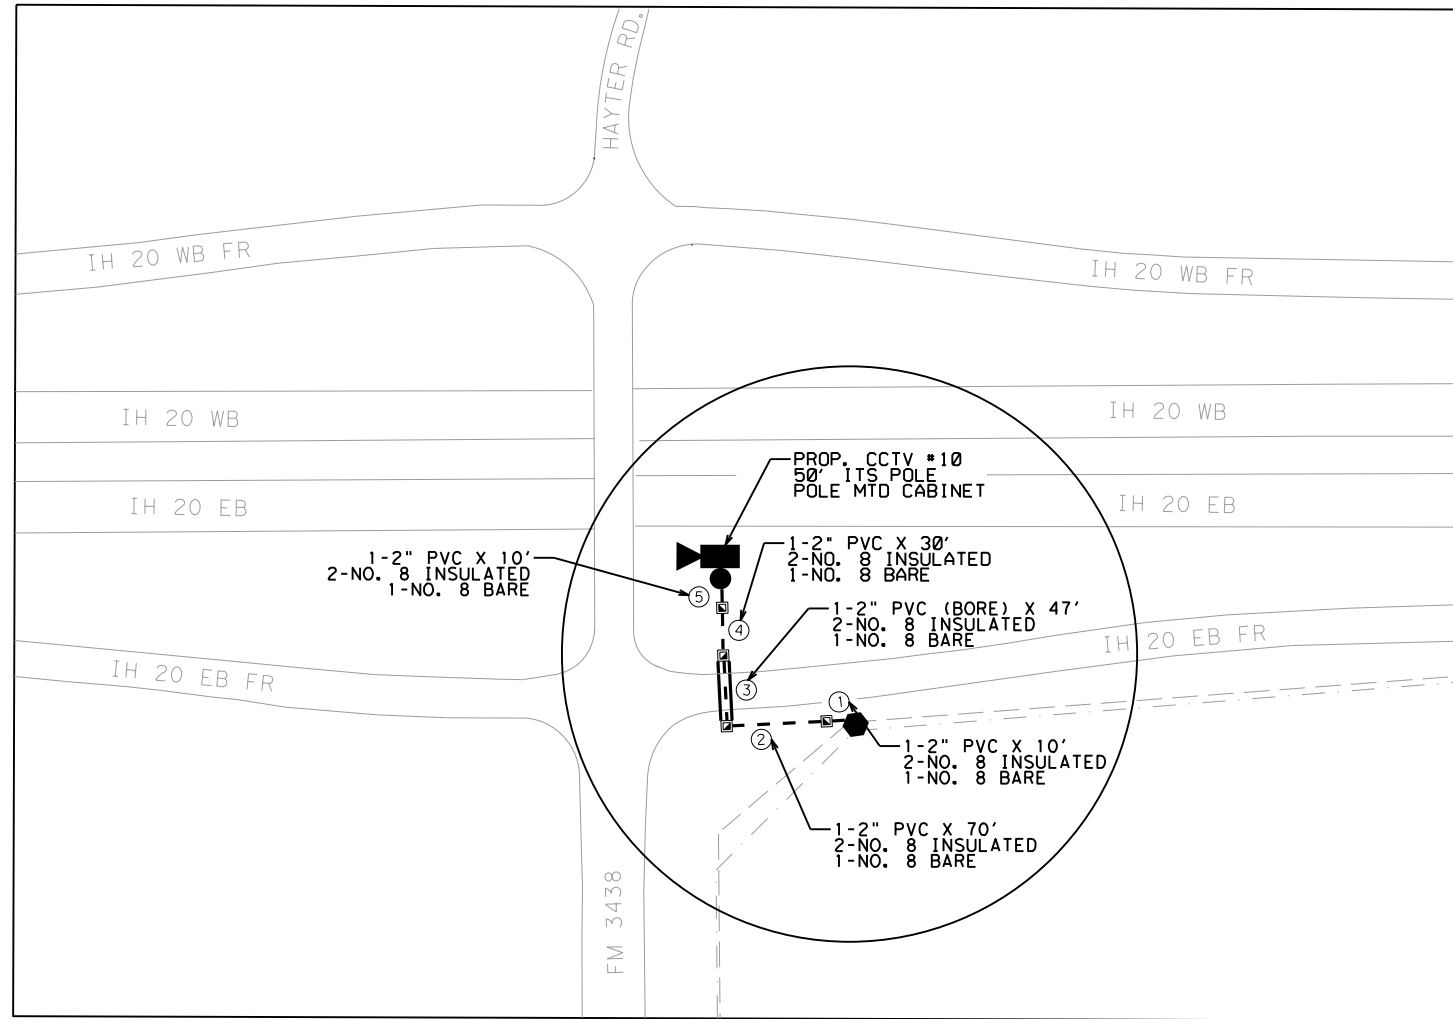 HAYTER RD.
IH 20 WB FR
IH 20 WB FR
IH 20 WB
IH 20 WB
PROP. CCTV #10
50' ITS POLE
POLE MTD CABINET
IH 20 EB
IH 20 EB
1-2" PVC X 10'
2-NO. 8 INSULATED
1-NO. 8 BARE
1-2" PVC X 30'
2-NO. 8 INSULATED
1-NO. 8 BARE
5
4
1-2" PVC (BORE) X 47'
2-NO. 8 INSULATED
1-NO. 8 BARE
IH 20 EB FR
IH 20 EB FR
3
1
2
1-2" PVC X 10'
2-NO. 8 INSULATED
1-NO. 8 BARE
1-2" PVC X 70'
2-NO. 8 INSULATED
1-NO. 8 BARE
FM 3438